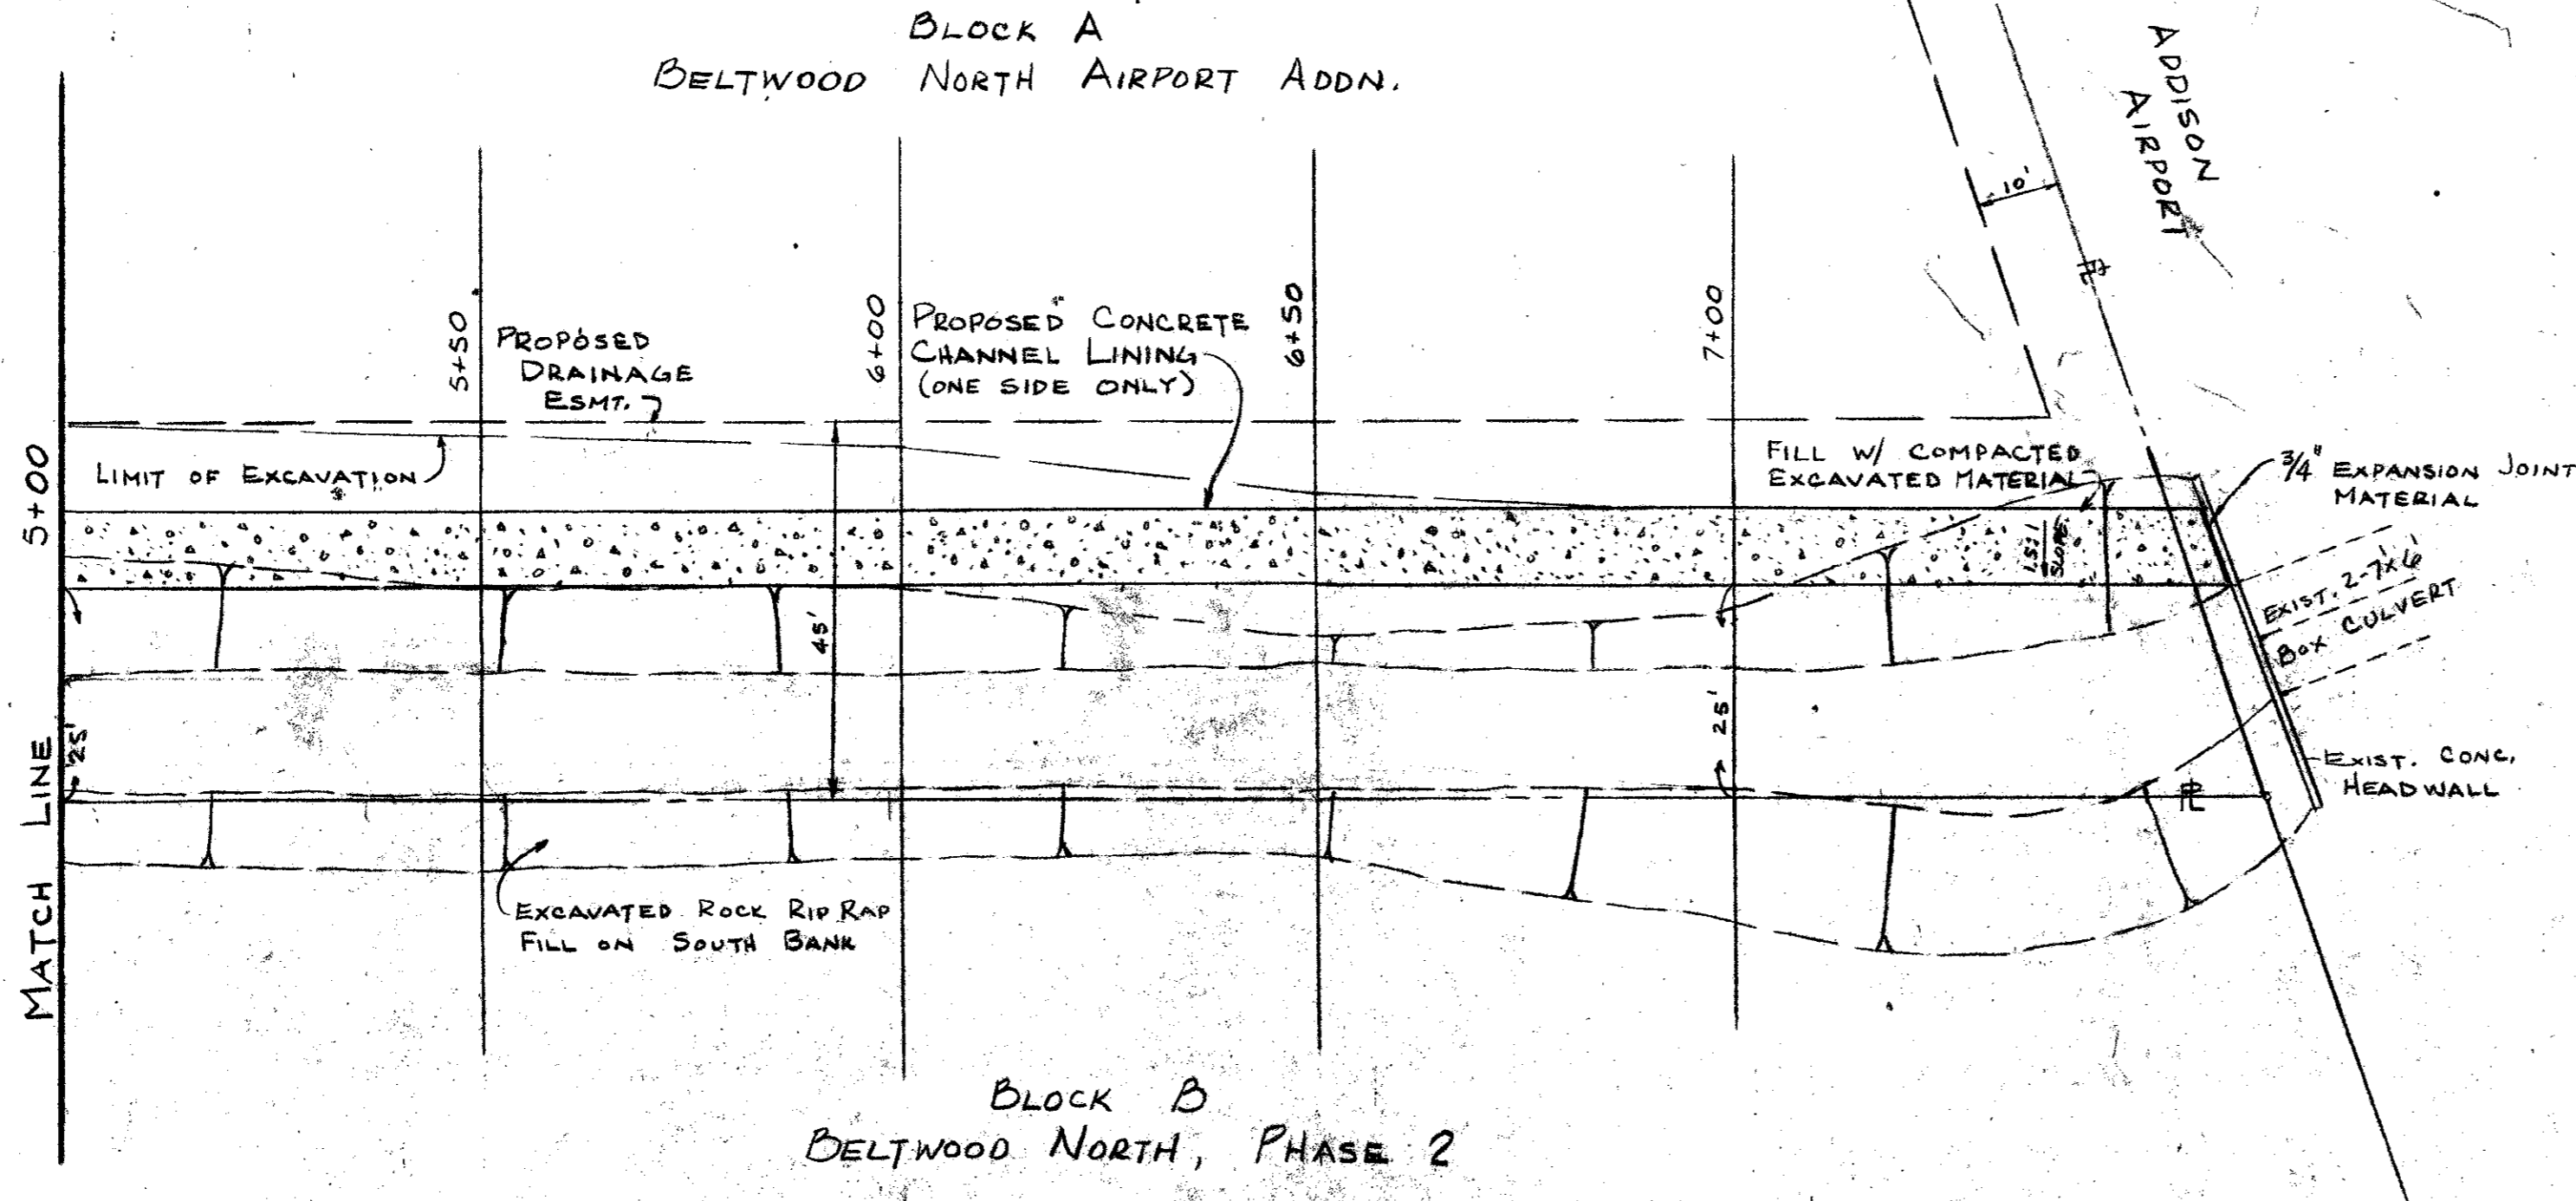 BLOCK A
BELTWOOD NORTH AIRPORT ADDN.
ADDISON
AIRPORT
10'
5+50
6+00
6+50
7+00
PROPOSED
DRAINAGE
ESMT.
PROPOSED CONCRETE
CHANNEL LINING
(ONE SIDE ONLY)
LIMIT OF EXCAVATION
FILL W/ COMPACTED
EXCAVATED MATERIAL
3/4" EXPANSION JOINT
MATERIAL
5+00
MATCH LINE
1.5:1
SLOPE
EXIST. 2-7'x6'
BOX CULVERT
45'
25'
25'
EXIST. CONC.
HEADWALL
℄
EXCAVATED ROCK RIP RAP
FILL ON SOUTH BANK
BLOCK B
BELTWOOD NORTH, PHASE 2